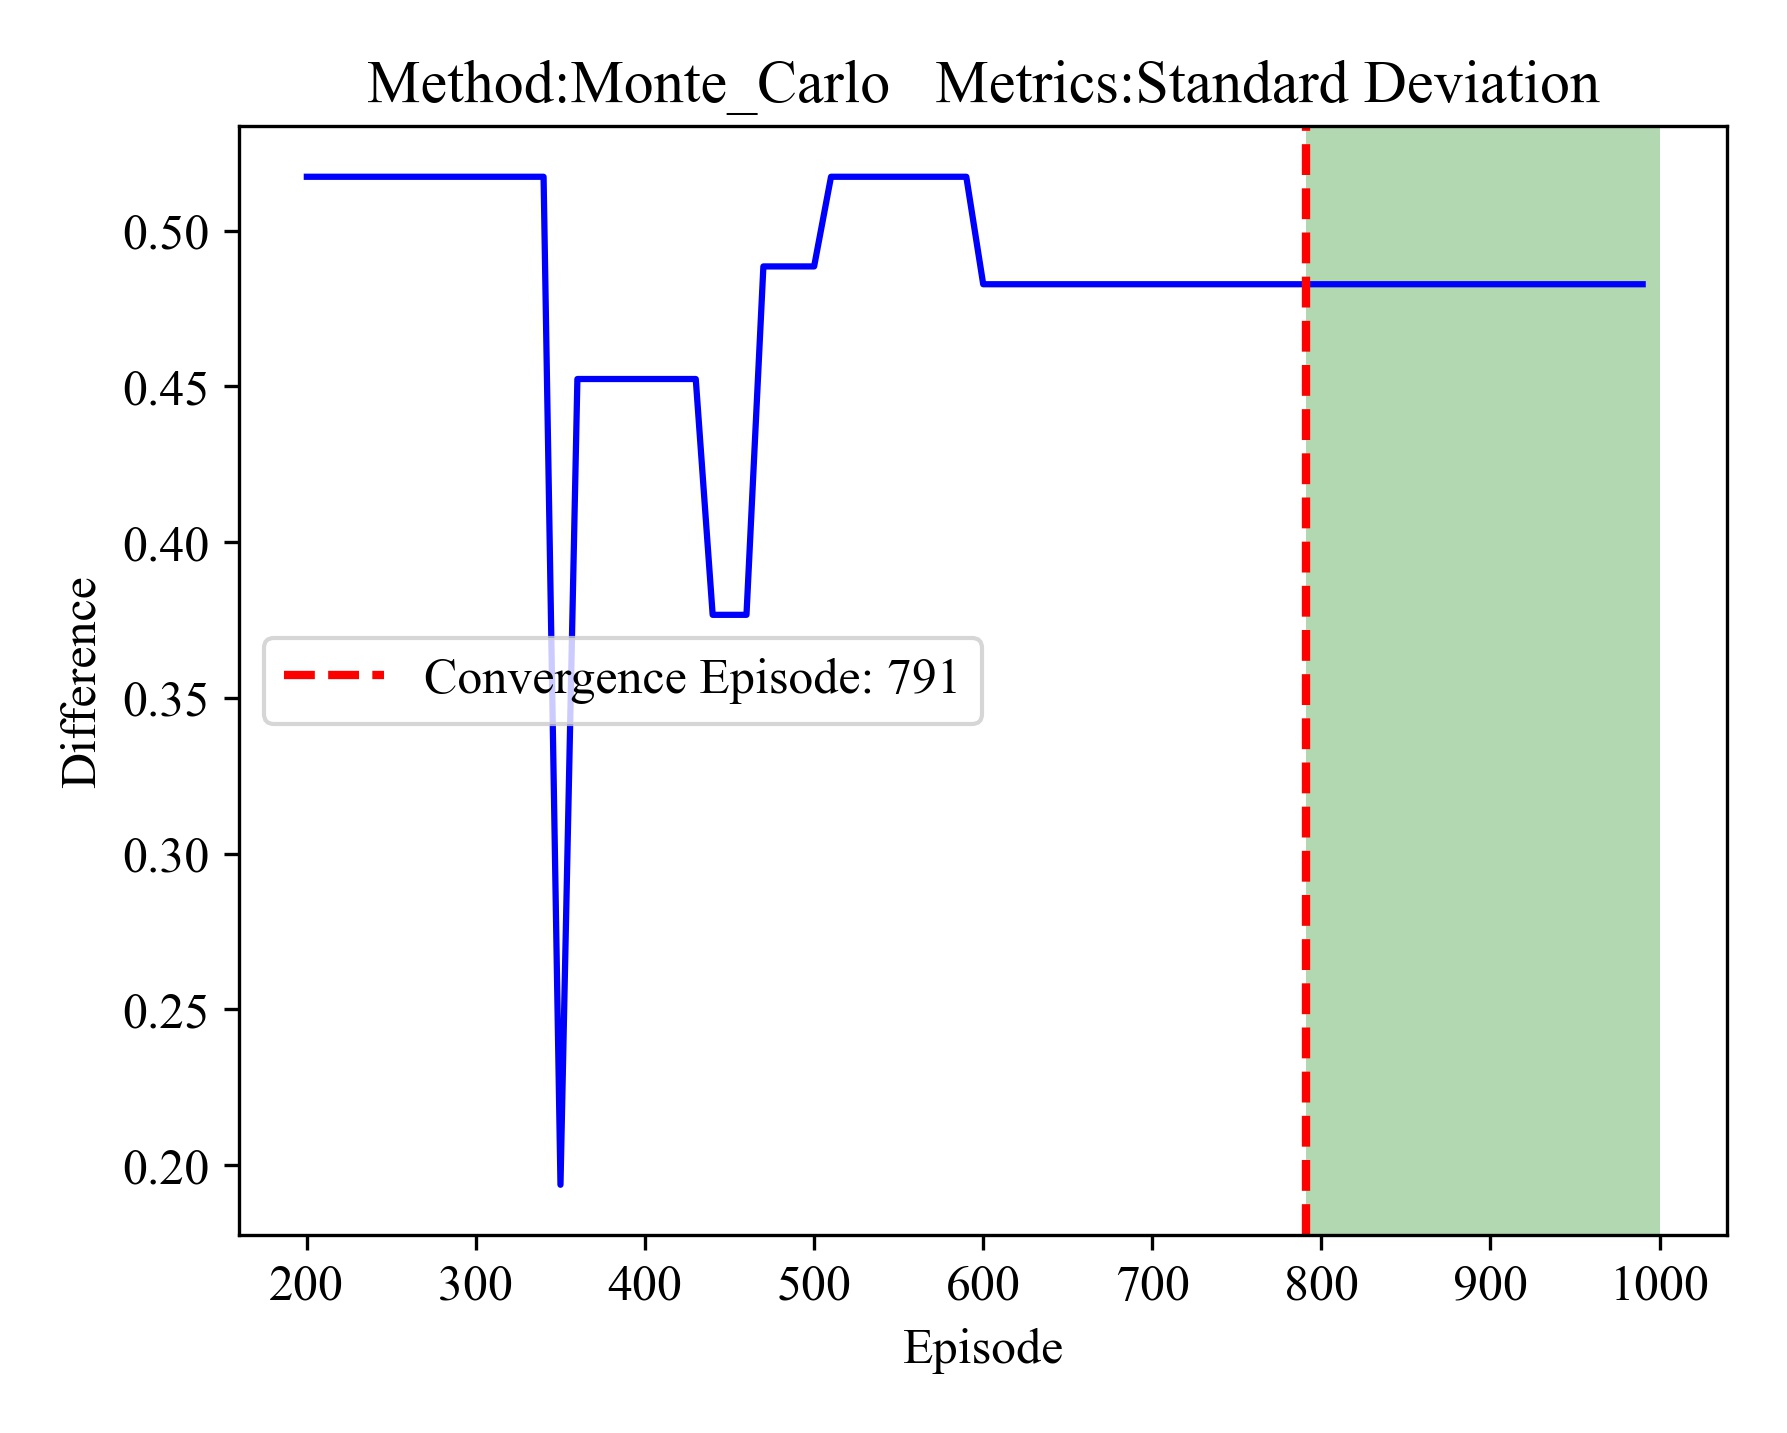 Method:Monte_Carlo   Metrics:Standard Deviation
0.50
0.45
0.40
0.35
0.30
0.25
0.20
Difference
Convergence Episode: 791
200 300 400 500 600 700 800 900 1000
Episode